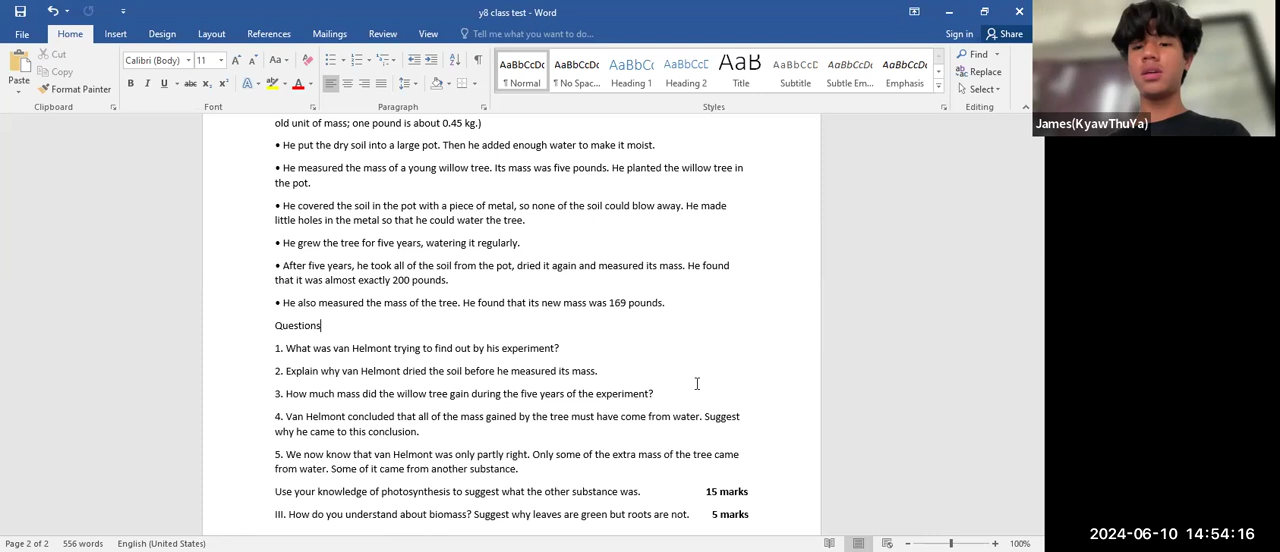 y8 class test - Word
Sign in
Share
File Home Insert Design Layout References Mailings Review View Tell me what you want to do...
Paste
Cut
Copy
Format Painter
Clipboard
Calibri (Body) 11
Font
Paragraph
AaBbCcDc AaBbCcDc AaBbCc AaBbCcD AaB AaBbCcD AaBbCcDc AaBbCcDc
¶ Normal ¶ No Spac... Heading 1 Heading 2 Title Subtitle Subtle Em... Emphasis
Styles
Find
Replace
Select
Editing
James(KyawThuYa)
old unit of mass; one pound is about 0.45 kg.)
• He put the dry soil into a large pot. Then he added enough water to make it moist.
• He measured the mass of a young willow tree. Its mass was five pounds. He planted the willow tree in
the pot.
• He covered the soil in the pot with a piece of metal, so none of the soil could blow away. He made
little holes in the metal so that he could water the tree.
• He grew the tree for five years, watering it regularly.
• After five years, he took all of the soil from the pot, dried it again and measured its mass. He found
that it was almost exactly 200 pounds.
• He also measured the mass of the tree. He found that its new mass was 169 pounds.
Questions
1. What was van Helmont trying to find out by his experiment?
2. Explain why van Helmont dried the soil before he measured its mass.
3. How much mass did the willow tree gain during the five years of the experiment?
4. Van Helmont concluded that all of the mass gained by the tree must have come from water. Suggest
why he came to this conclusion.
5. We now know that van Helmont was only partly right. Only some of the extra mass of the tree came
from water. Some of it came from another substance.
Use your knowledge of photosynthesis to suggest what the other substance was. 15 marks
III. How do you understand about biomass? Suggest why leaves are green but roots are not. 5 marks
Page 2 of 2 556 words English (United States) 100%
2024-06-10 14:54:16